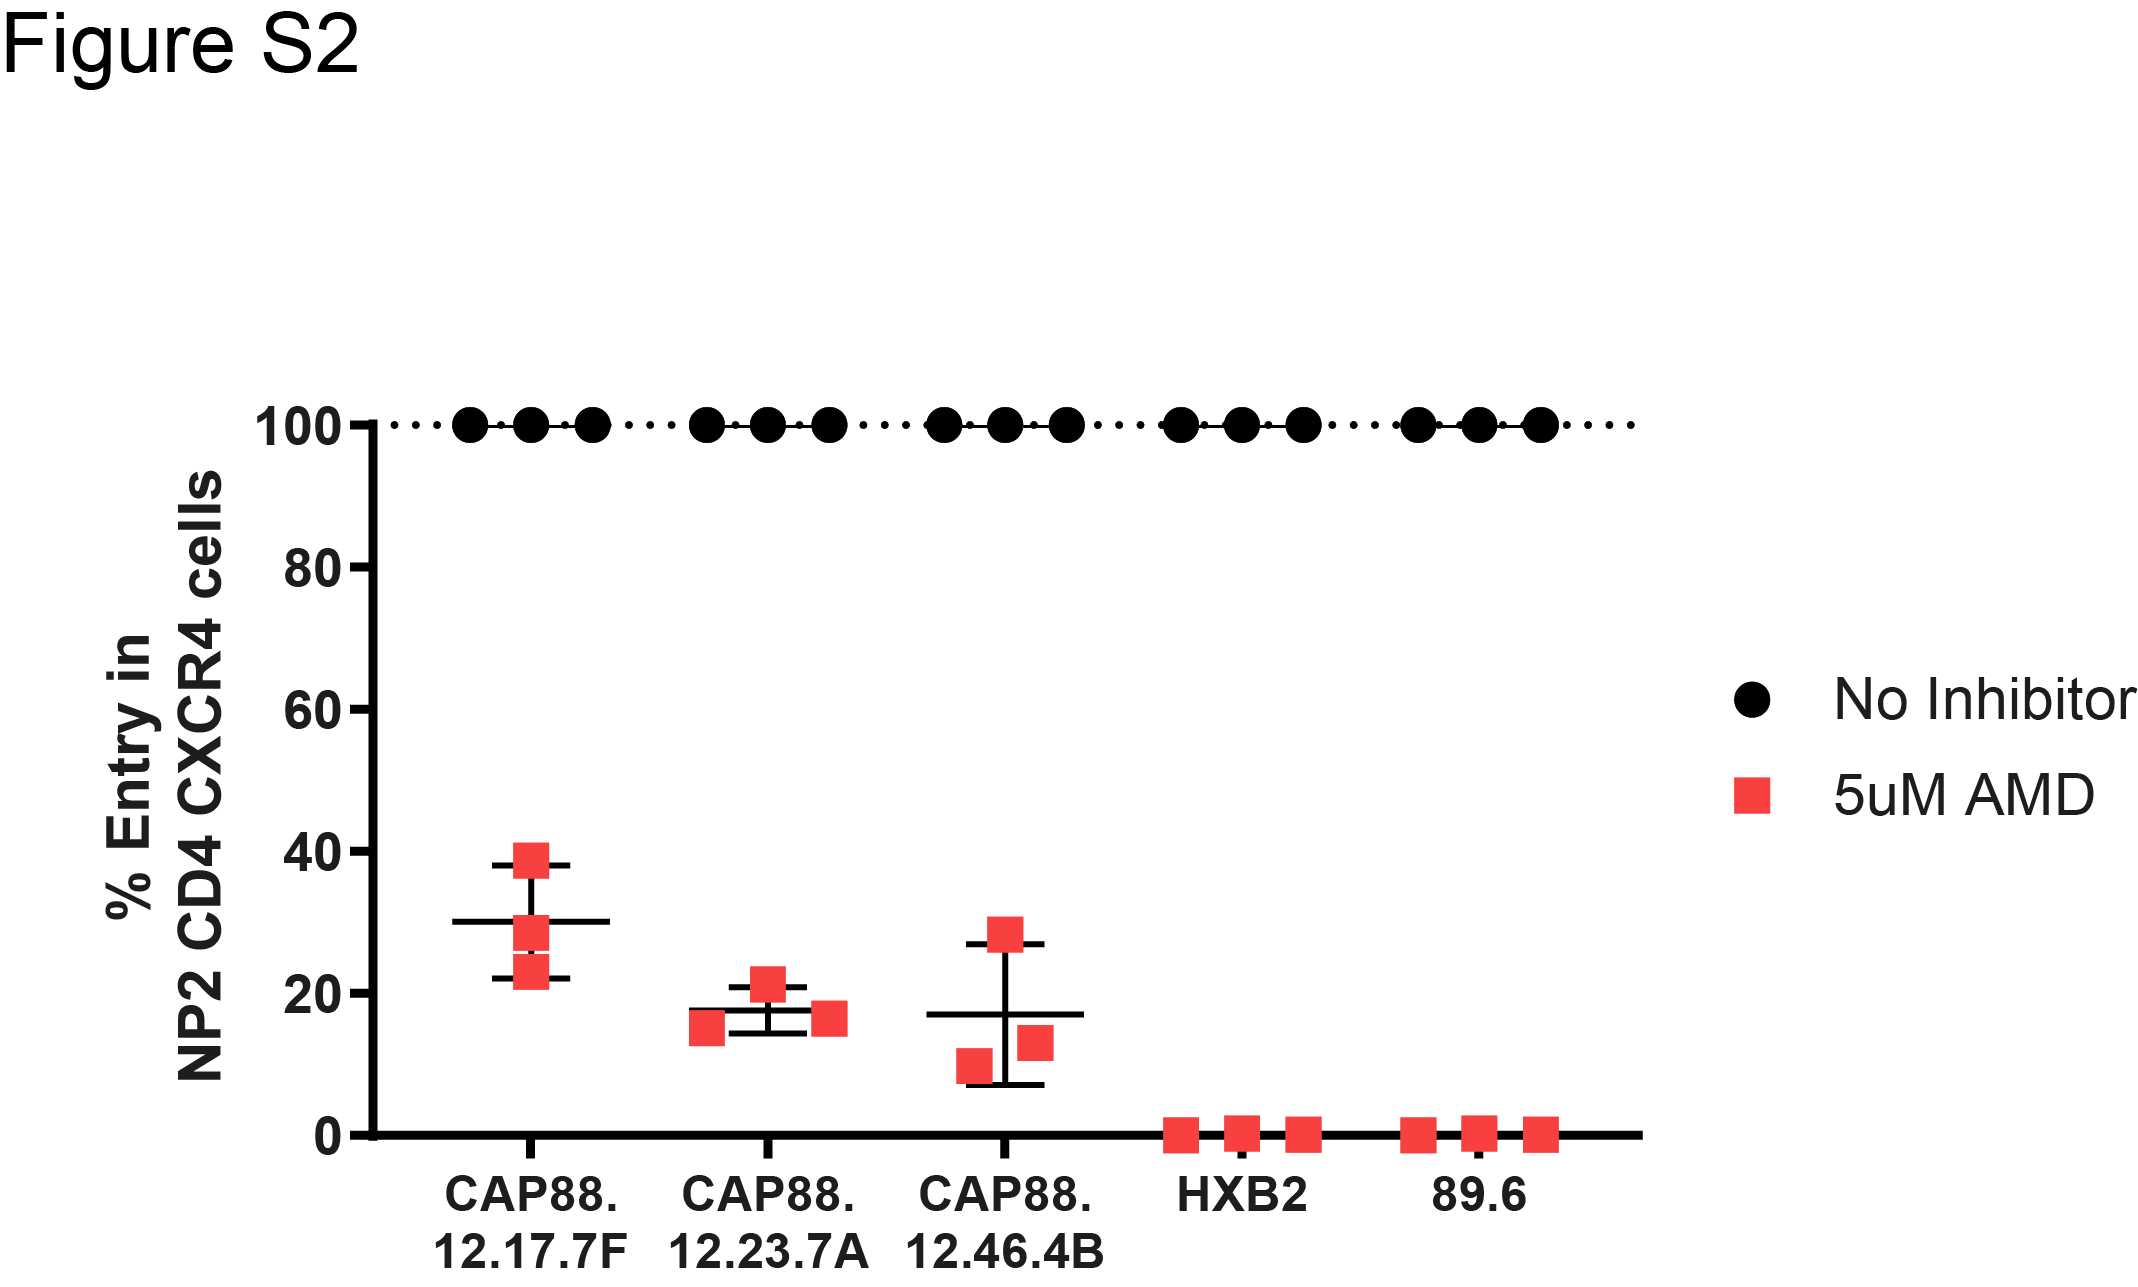 Figure S2
% Entry in
NP2 CD4 CXCR4 cells
100
80
60
40
20
0
No Inhibitor
5uM AMD
CAP88.
12.17.7F
CAP88.
12.23.7A
CAP88.
12.46.4B
HXB2
89.6